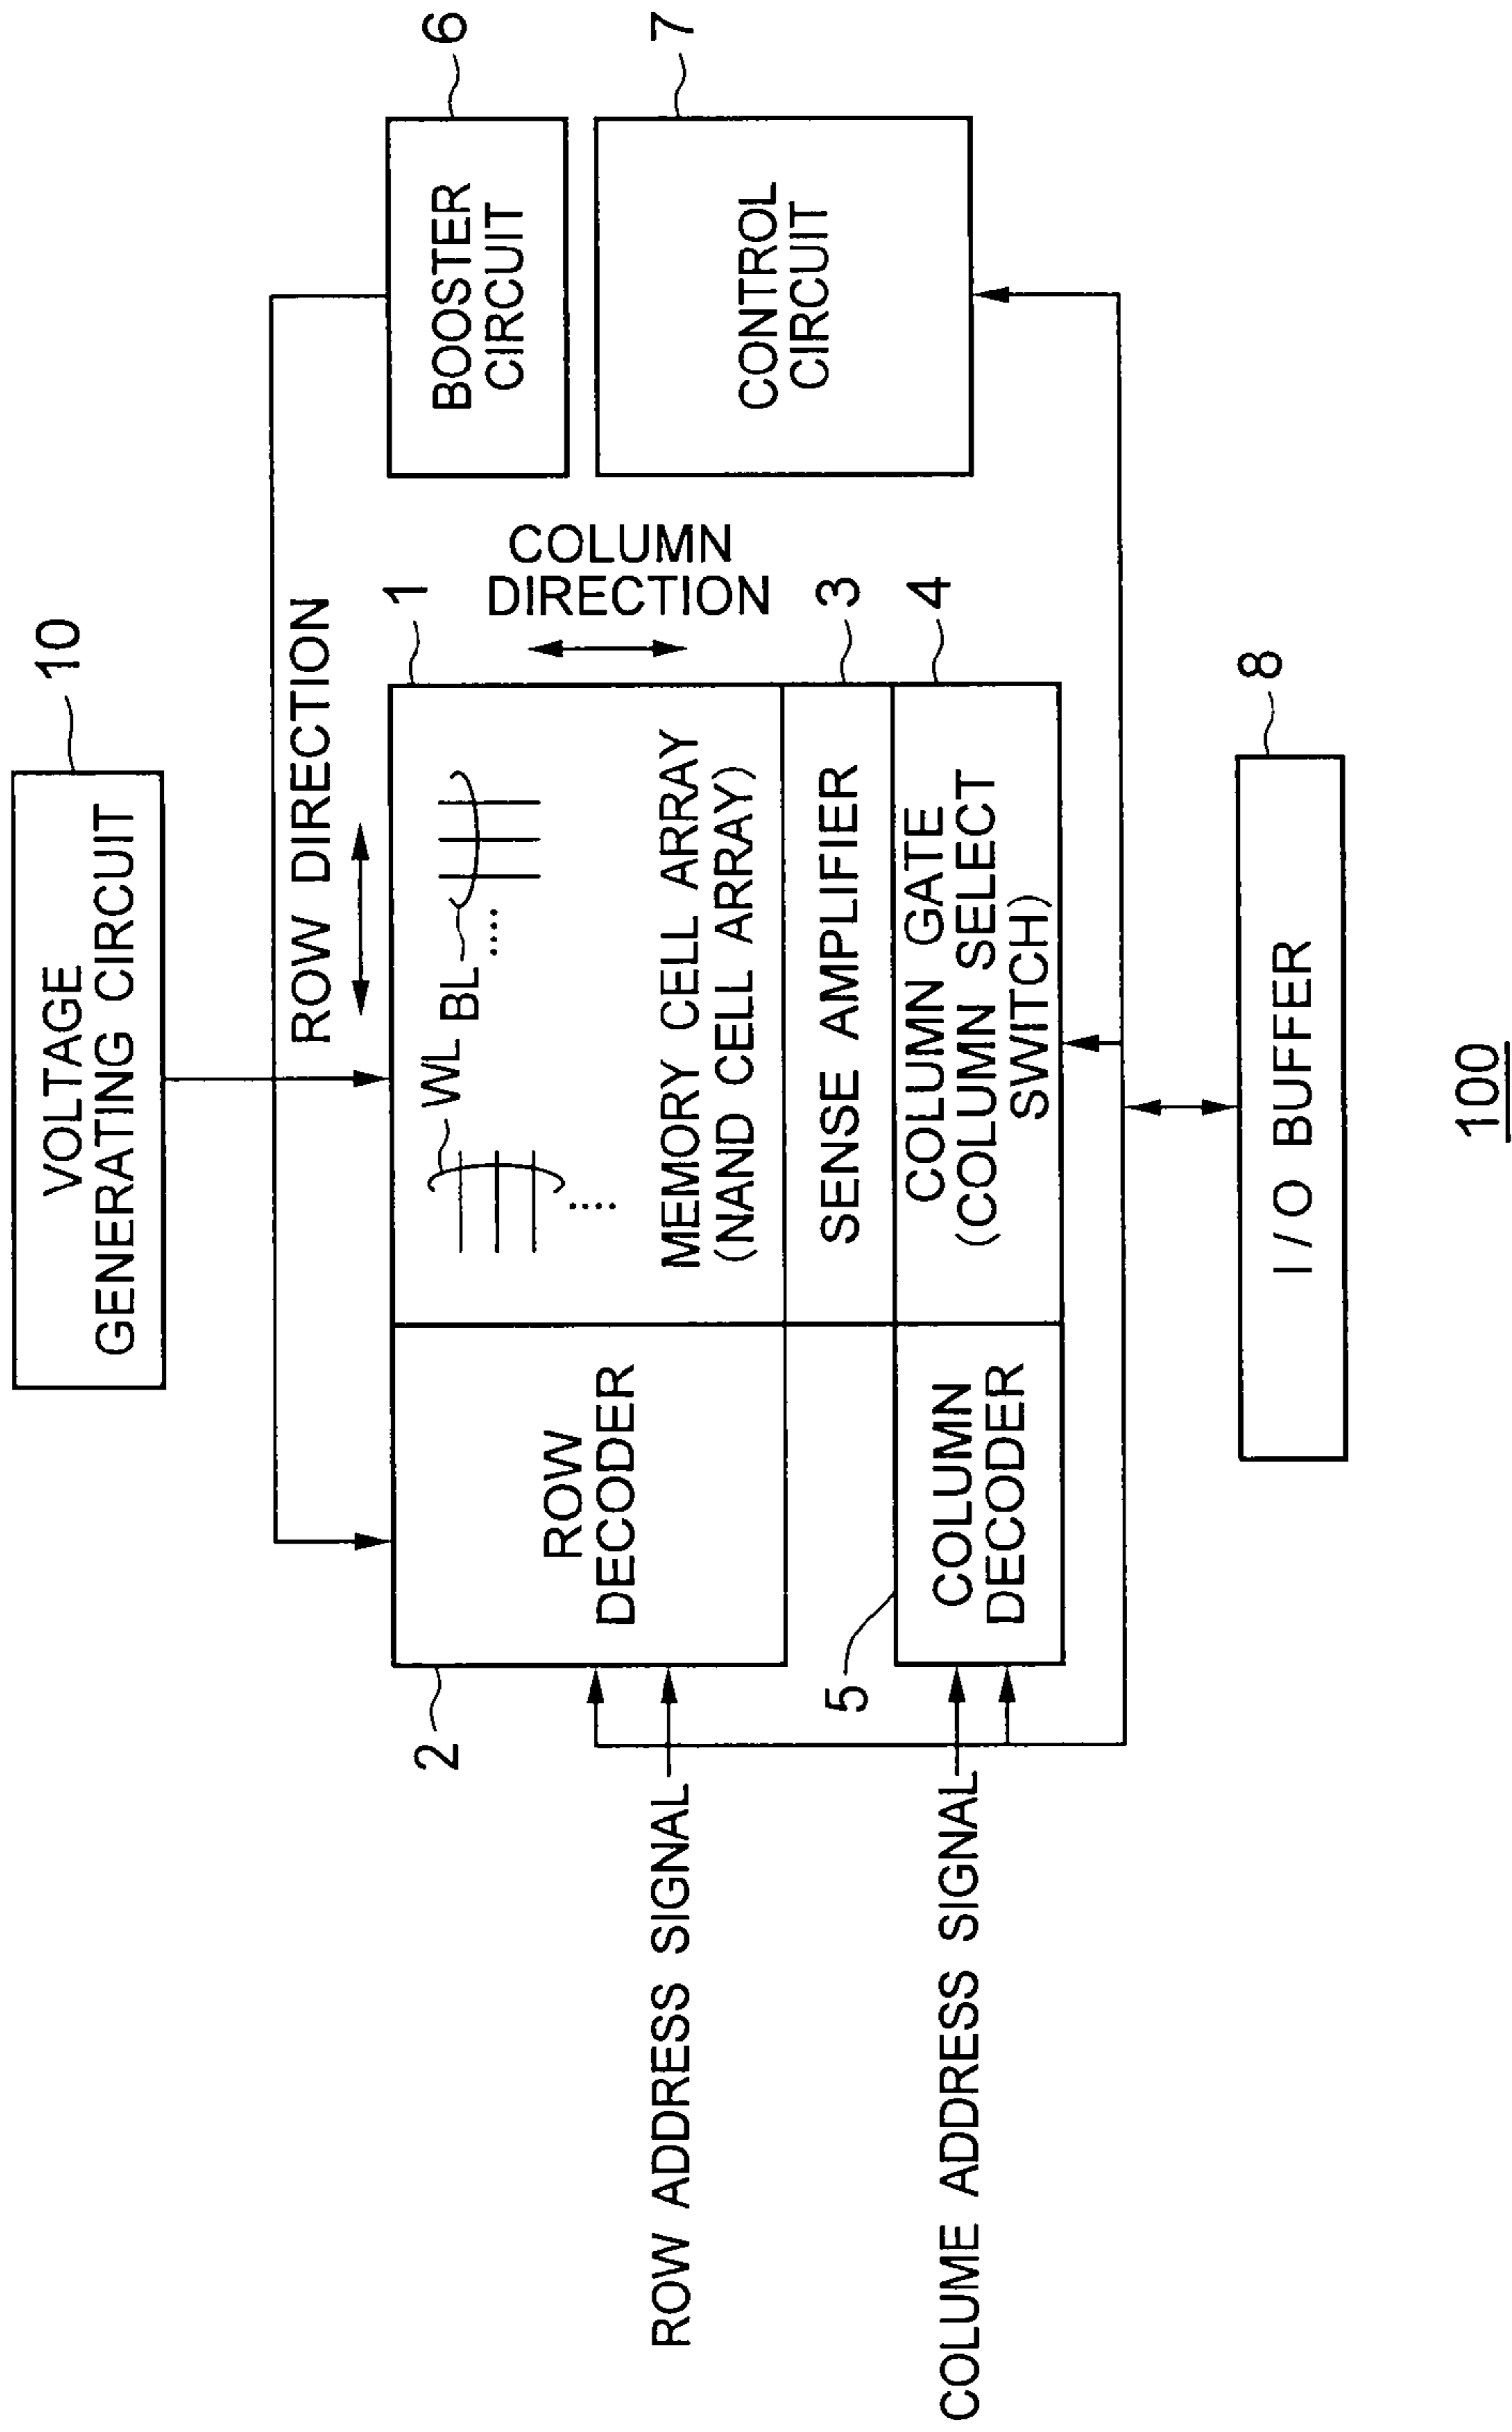 10
VOLTAGE
GENERATING CIRCUIT
ROW DIRECTION
6
BOOSTER
CIRCUIT
7
CONTROL
CIRCUIT
1
COLUMN
DIRECTION
WL
BL
....
....
MEMORY CELL ARRAY
(NAND CELL ARRAY)
2
ROW
DECODER
3
SENSE AMPLIFIER
4
COLUMN GATE
(COLUMN SELECT
SWITCH)
5
COLUMN
DECODER
ROW ADDRESS SIGNAL
COLUME ADDRESS SIGNAL
8
I / O BUFFER
100